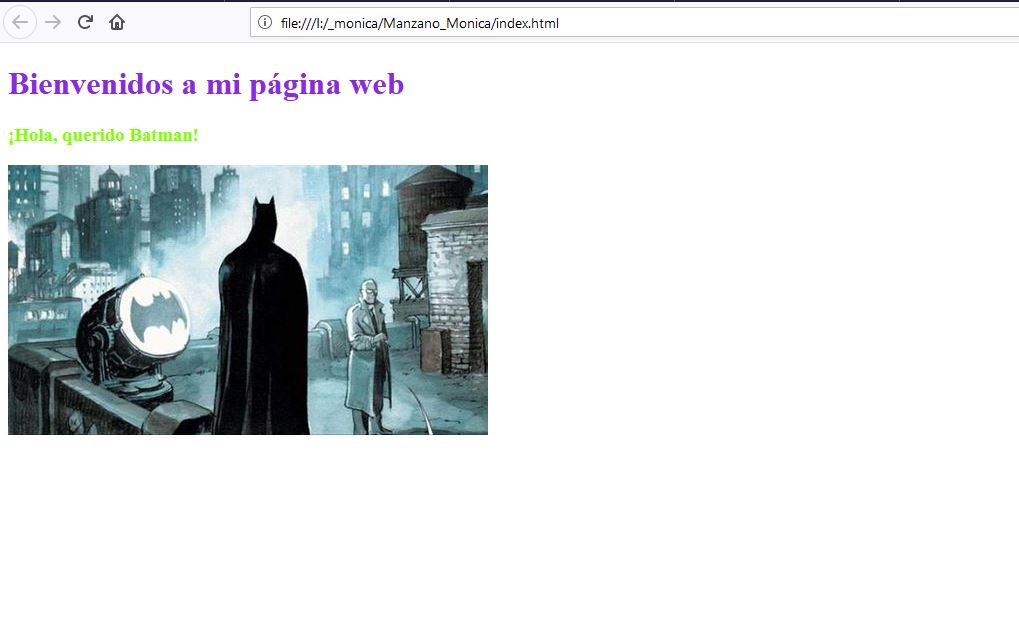 file:///I:/_monica/Manzano_Monica/index.html
Bienvenidos a mi página web
¡Hola, querido Batman!